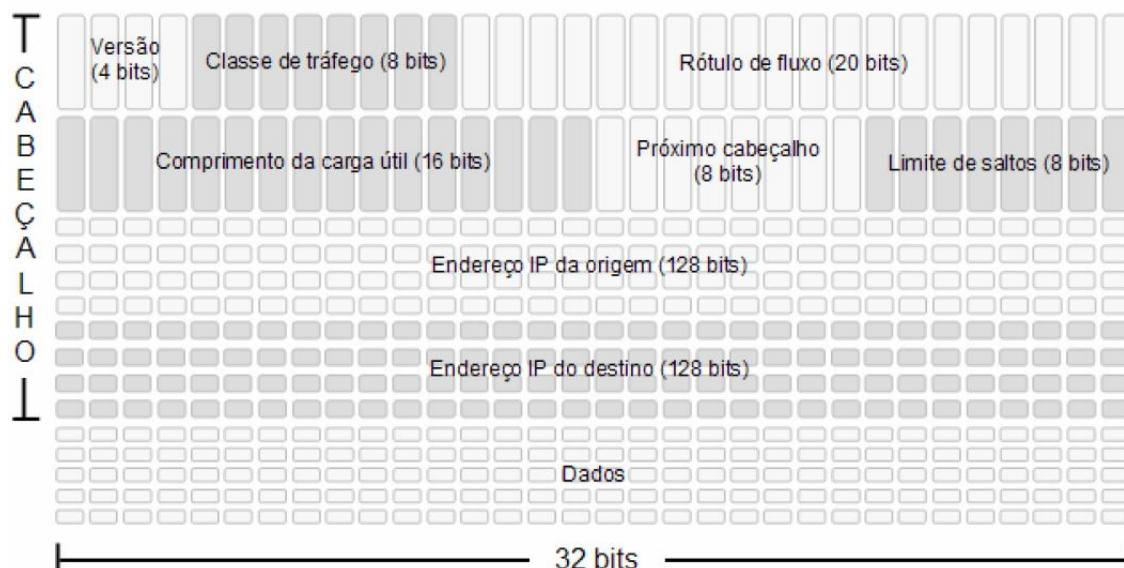 CABEÇALHO
Versão
(4 bits)
Classe de tráfego (8 bits)
Rótulo de fluxo (20 bits)
Comprimento da carga útil (16 bits)
Próximo cabeçalho
(8 bits)
Limite de saltos (8 bits)
Endereço IP da origem (128 bits)
Endereço IP do destino (128 bits)
Dados
32 bits